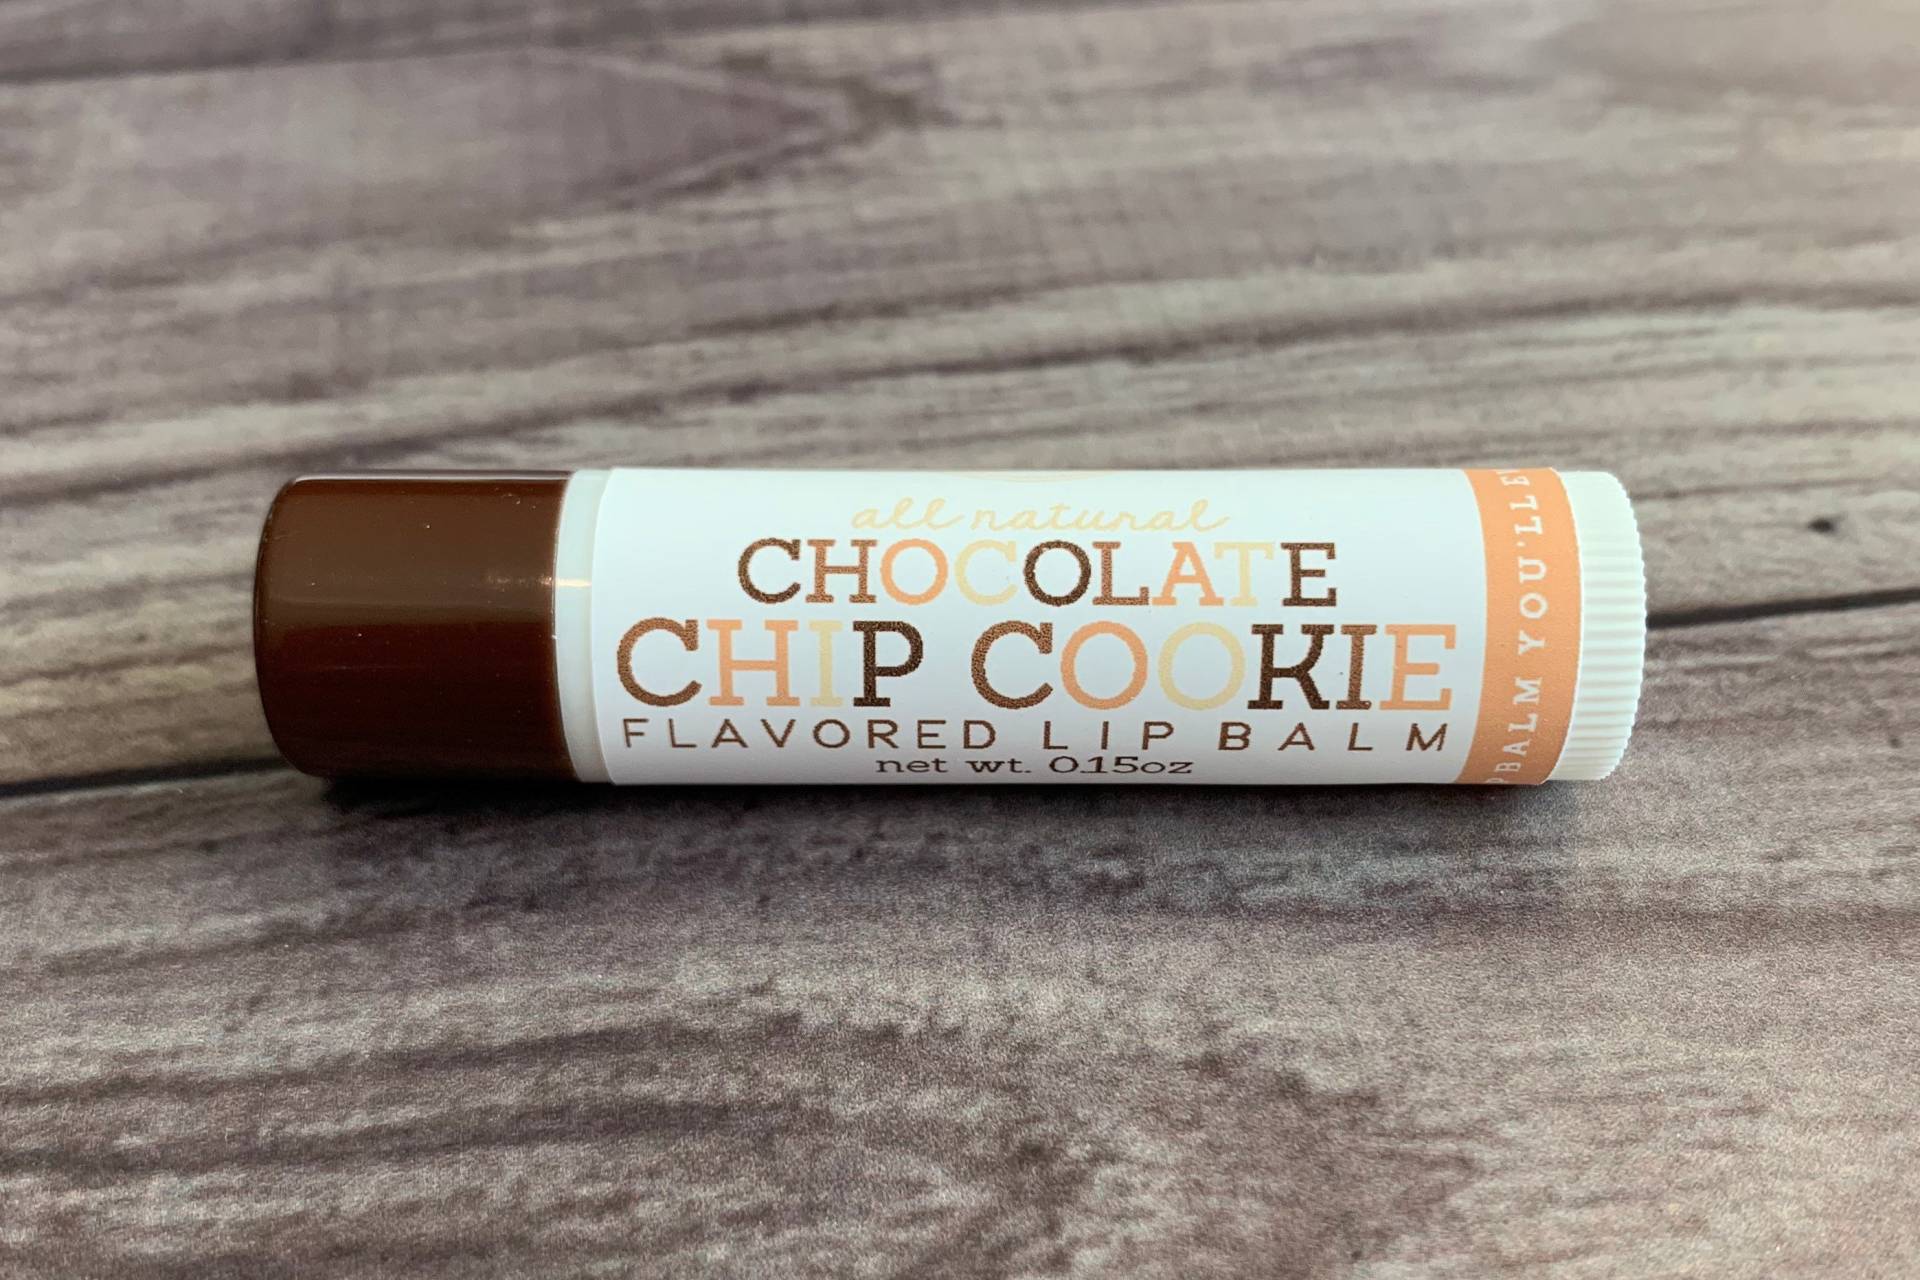 all natural
CHOCOLATE
CHIP COOKIE
FLAVORED LIP BALM
net wt. 0.15oz
BALM YOU'LL